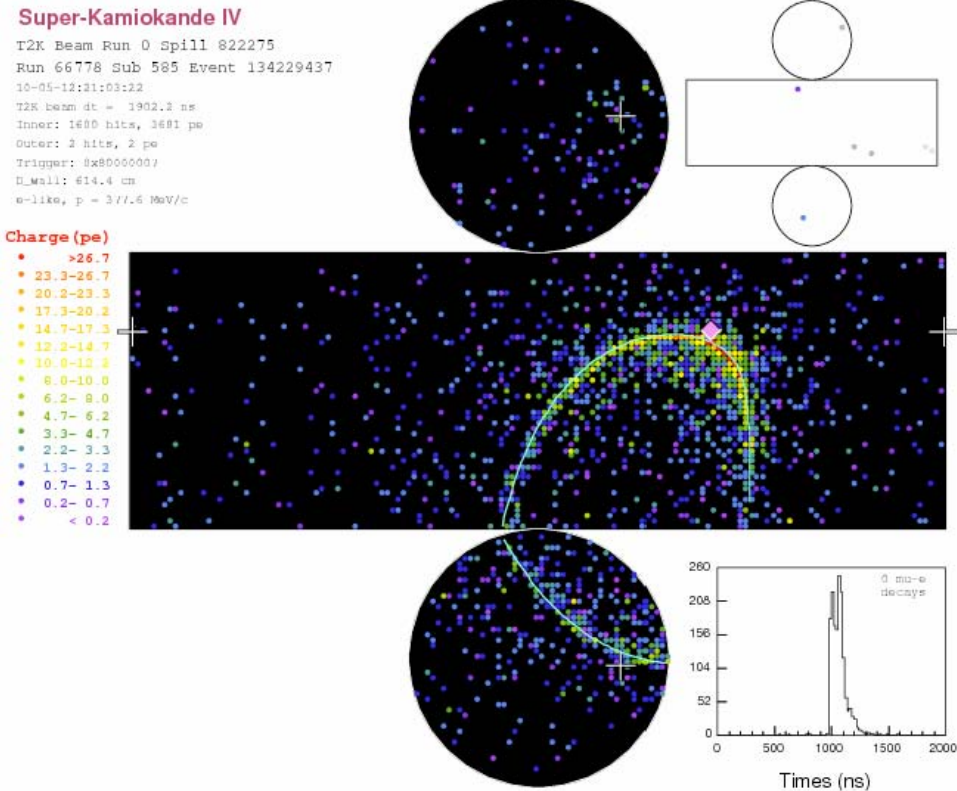 Super-Kamiokande IV
T2K Beam Run 0 Spill 822275
Run 66778 Sub 585 Event 134229437
10-05-12:21:03:22
T2K beam dt = 1902.2 ns
Inner: 1600 hits, 3681 pe
Outer: 2 hits, 2 pe
Trigger: 0x80000007
D_wall: 614.4 cm
e-like, p = 377.6 MeV/c
Charge(pe)
>26.7
23.3-26.7
20.2-23.3
17.3-20.2
14.7-17.3
12.2-14.7
10.0-12.2
8.0-10.0
6.2- 8.0
4.7- 6.2
3.3- 4.7
2.2- 3.3
1.3- 2.2
0.7- 1.3
0.2- 0.7
< 0.2
260
208
156
104
52
0
0 mu-e
decays
0
500
1000
1500
2000
Times (ns)